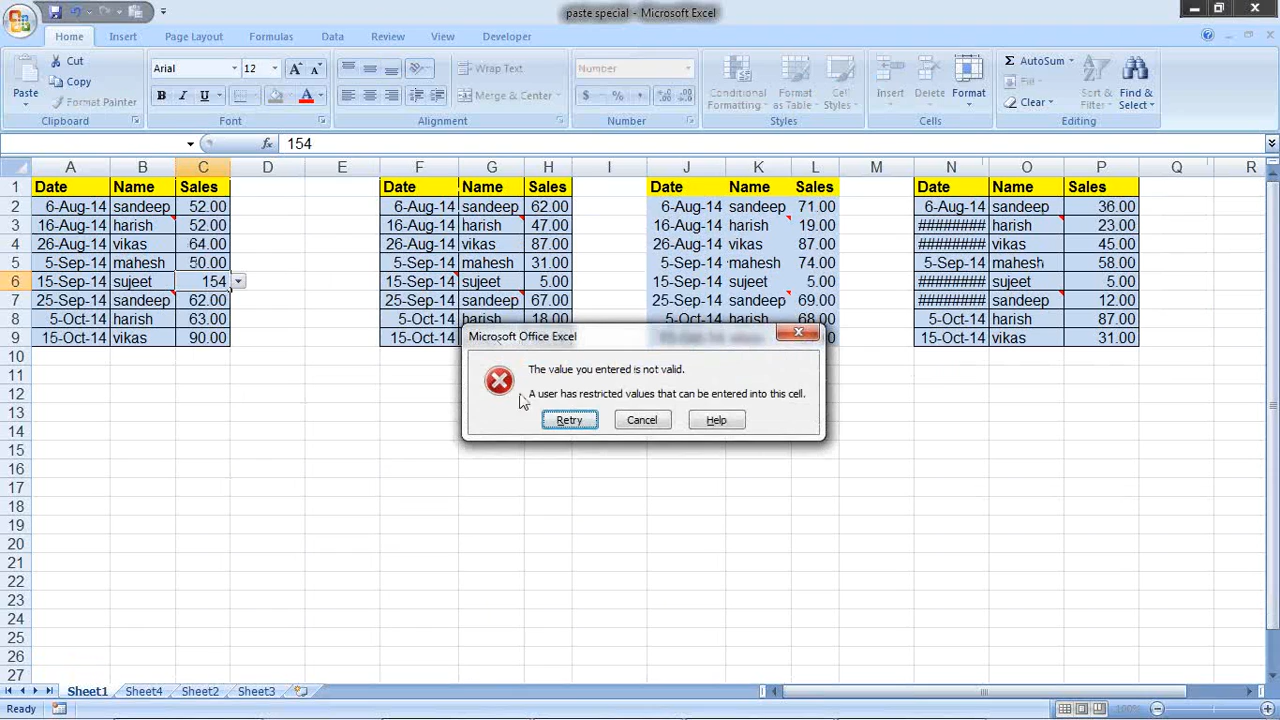 paste special - Microsoft Excel
Home Insert Page Layout Formulas Data Review View Developer
Paste
Cut
Copy
Format Painter
Clipboard
Arial 12
B I U A
Font
Wrap Text
Merge & Center
Alignment
Number
$ % ,
Number
Conditional Formatting
Format as Table
Cell Styles
Styles
Insert Delete Format
Cells
Σ AutoSum
Fill
Clear
Sort & Filter
Find & Select
Editing
fx 154
A B C D E F G H I J K L M N O P Q R
1 Date Name Sales Date Name Sales Date Name Sales Date Name Sales
2 6-Aug-14 sandeep 52.00 6-Aug-14 sandeep 62.00 6-Aug-14 sandeep 71.00 6-Aug-14 sandeep 36.00
3 16-Aug-14 harish 52.00 16-Aug-14 harish 47.00 16-Aug-14 harish 19.00 ######## harish 23.00
4 26-Aug-14 vikas 64.00 26-Aug-14 vikas 87.00 26-Aug-14 vikas 87.00 ######## vikas 45.00
5 5-Sep-14 mahesh 50.00 5-Sep-14 mahesh 31.00 5-Sep-14 mahesh 74.00 5-Sep-14 mahesh 58.00
6 15-Sep-14 sujeet 154 15-Sep-14 sujeet 5.00 15-Sep-14 sujeet 5.00 ######## sujeet 5.00
7 25-Sep-14 sandeep 62.00 25-Sep-14 sandeep 67.00 25-Sep-14 sandeep 69.00 ######## sandeep 12.00
8 5-Oct-14 harish 63.00 5-Oct-14 harish 18.00 5-Oct-14 harish 68.00 5-Oct-14 harish 87.00
9 15-Oct-14 vikas 90.00 15-Oct-14 15-Oct-14 vikas 31.00
10
11
12
13
14
15
16
17
18
19
20
21
22
23
24
25
26
27
Microsoft Office Excel
The value you entered is not valid.
A user has restricted values that can be entered into this cell.
Retry Cancel Help
Sheet1 Sheet4 Sheet2 Sheet3
Ready 100%